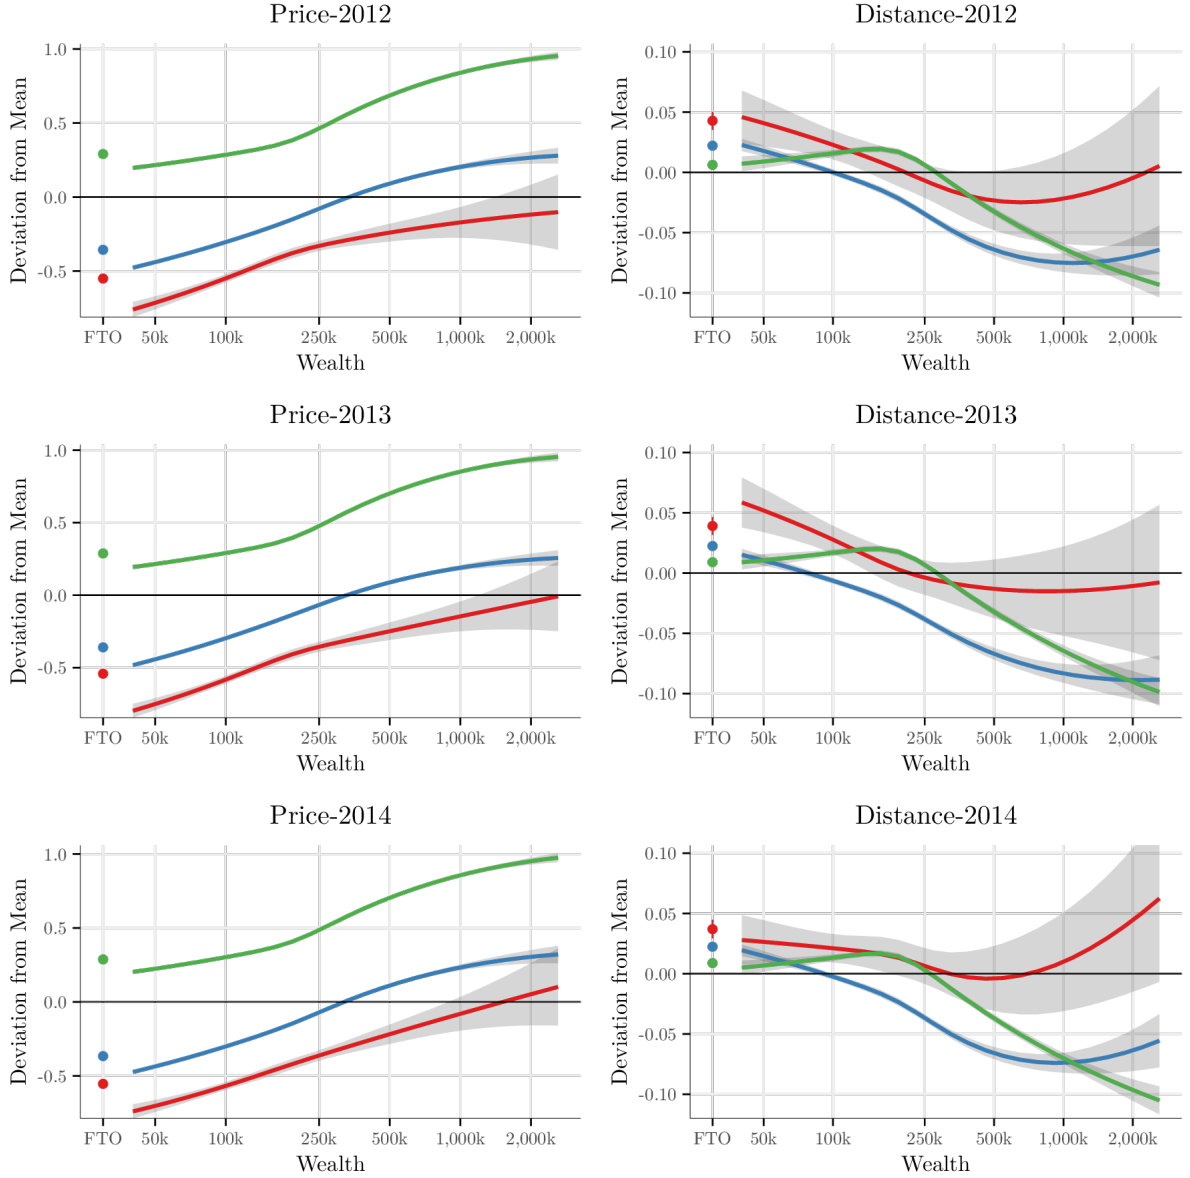 Price-2012
Deviation from Mean
1.0
0.5
0.0
-0.5
FTO 50k 100k 250k 500k 1,000k 2,000k
Wealth
Distance-2012
Deviation from Mean
0.10
0.05
0.00
-0.05
-0.10
FTO 50k 100k 250k 500k 1,000k 2,000k
Wealth
Price-2013
Deviation from Mean
1.0
0.5
0.0
-0.5
FTO 50k 100k 250k 500k 1,000k 2,000k
Wealth
Distance-2013
Deviation from Mean
0.10
0.05
0.00
-0.05
-0.10
FTO 50k 100k 250k 500k 1,000k 2,000k
Wealth
Price-2014
Deviation from Mean
1.0
0.5
0.0
-0.5
FTO 50k 100k 250k 500k 1,000k 2,000k
Wealth
Distance-2014
Deviation from Mean
0.10
0.05
0.00
-0.05
-0.10
FTO 50k 100k 250k 500k 1,000k 2,000k
Wealth